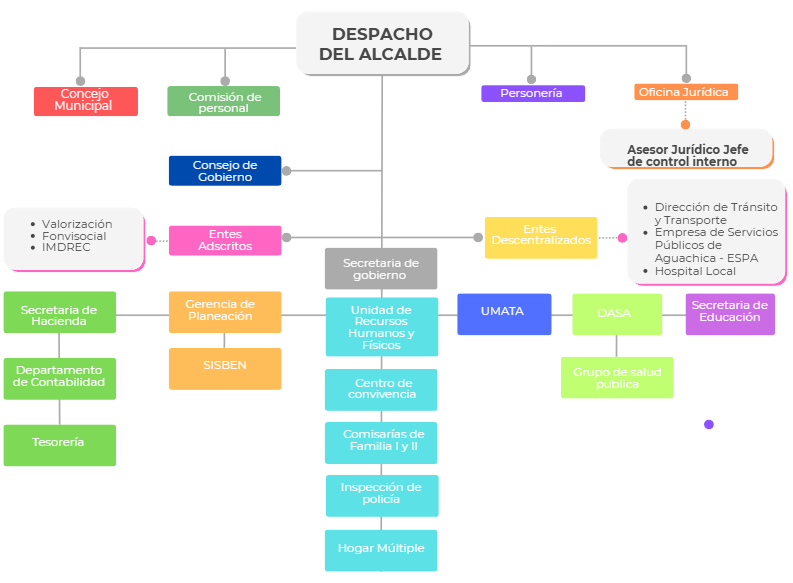 DESPACHO
DEL ALCALDE
Concejo
Municipal
Comisión de
personal
Personería
Oficina Jurídica
Asesor Jurídico Jefe
de control interno
Consejo de
Gobierno
Valorización
Fonvisocial
IMDREC
Entes
Adscritos
Entes
Descentralizados
Dirección de Tránsito
y Transporte
Empresa de Servicios
Públicos de
Aguachica - ESPA
Hospital Local
Secretaria de
gobierno
Secretaria de
Hacienda
Gerencia de
Planeación
Unidad de
Recursos
Humanos y
Físicos
UMATA
DASA
Secretaria de
Educación
Departamento
de Contabilidad
SISBEN
Centro de
convivencia
Grupo de salud
publica
Tesorería
Comisarías de
Familia I y II
Inspección de
policía
Hogar Múltiple